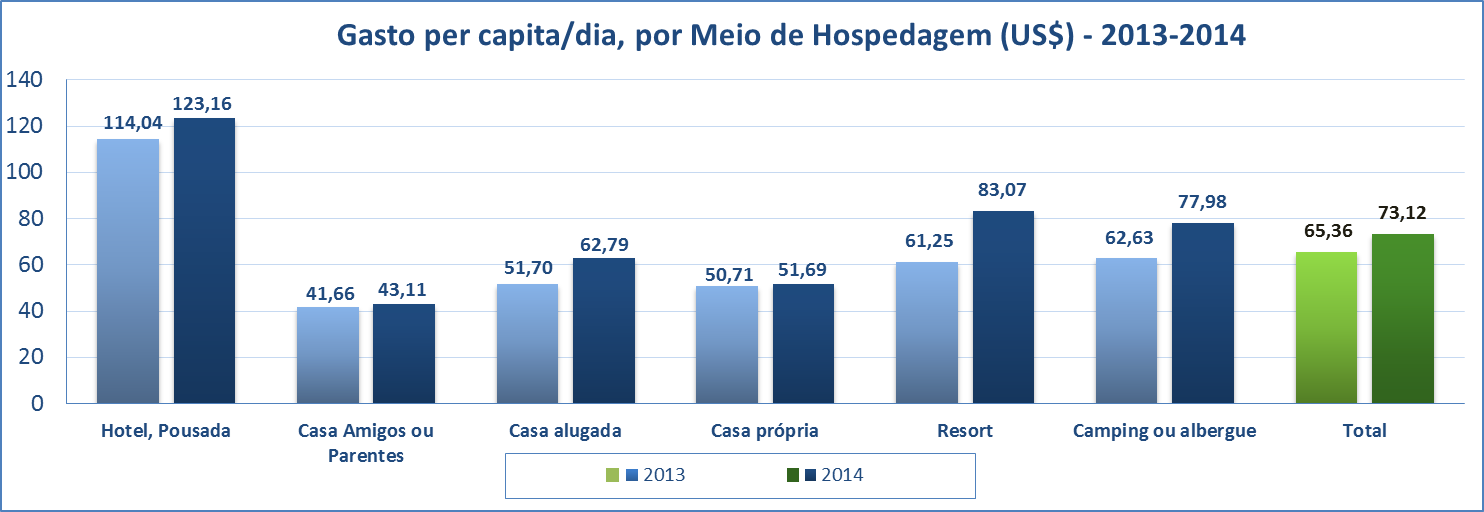 Gasto per capita/dia, por Meio de Hospedagem (US$) - 2013-2014
140
120
100
80
60
40
20
0
114,04
123,16
41,66
43,11
51,70
62,79
50,71
51,69
61,25
83,07
62,63
77,98
65,36
73,12
Hotel, Pousada
Casa Amigos ou
Parentes
Casa alugada
Casa própria
Resort
Camping ou albergue
Total
2013
2014